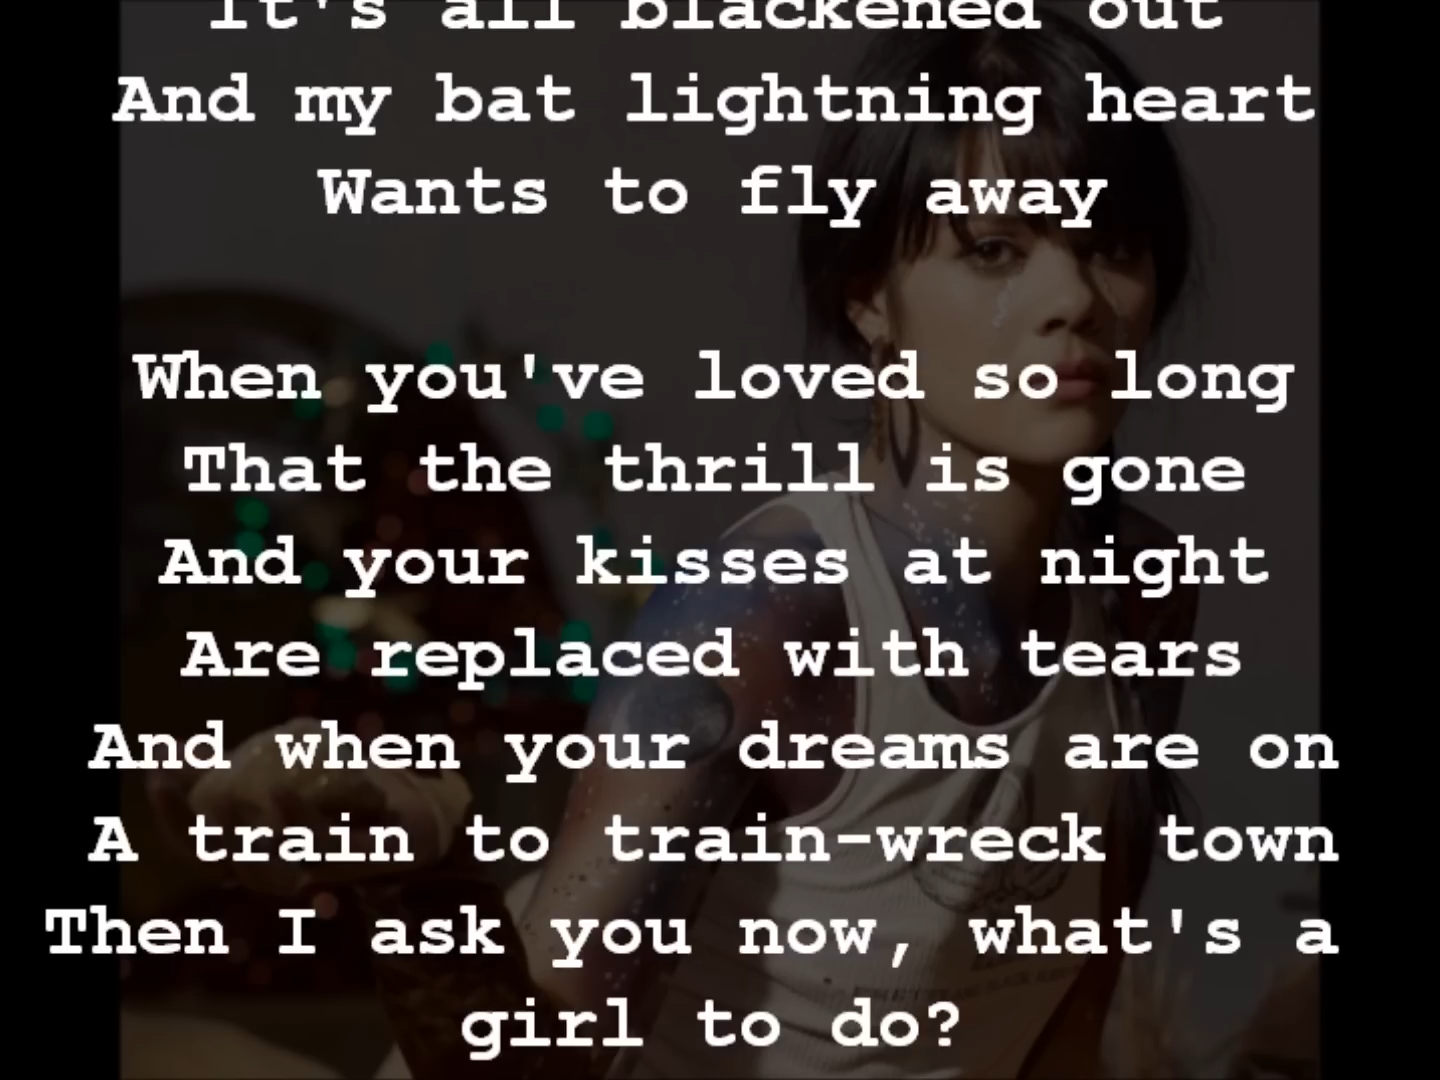 It's all blackened out
And my bat lightning heart
Wants to fly away
When you've loved so long
That the thrill is gone
And your kisses at night
Are replaced with tears
And when your dreams are on
A train to train-wreck town
Then I ask you now, what's a
girl to do?